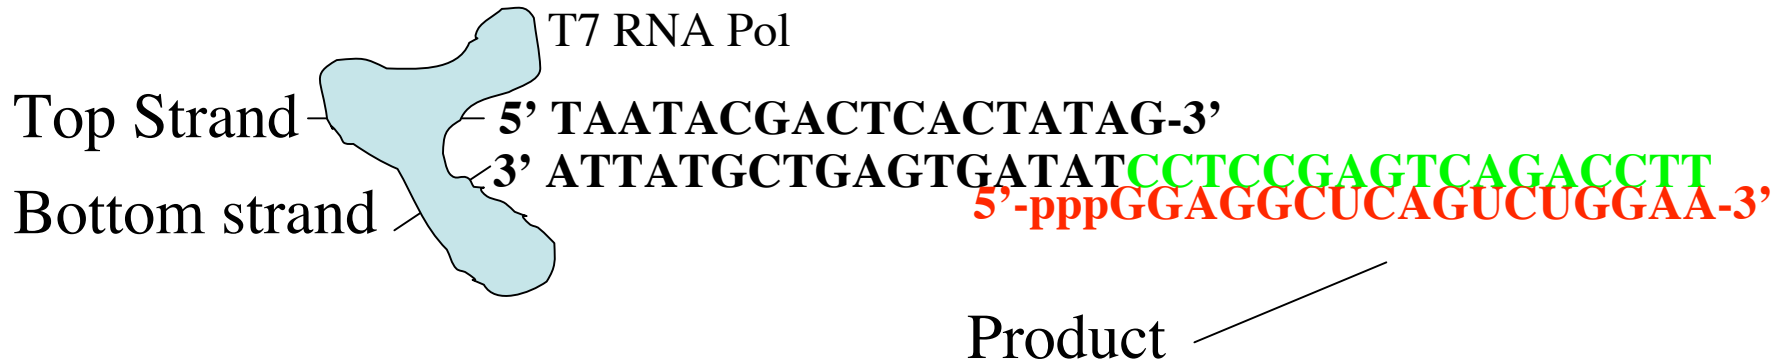 T7 RNA Pol
Top Strand
5’ TAATACGACTCACTATAG-3’
3’ ATTATGCTGAGTGATATCCTCCGAGTCAGACCTT
Bottom strand
5’-pppGGAGGCUCAGUCUGGAA-3’
Product